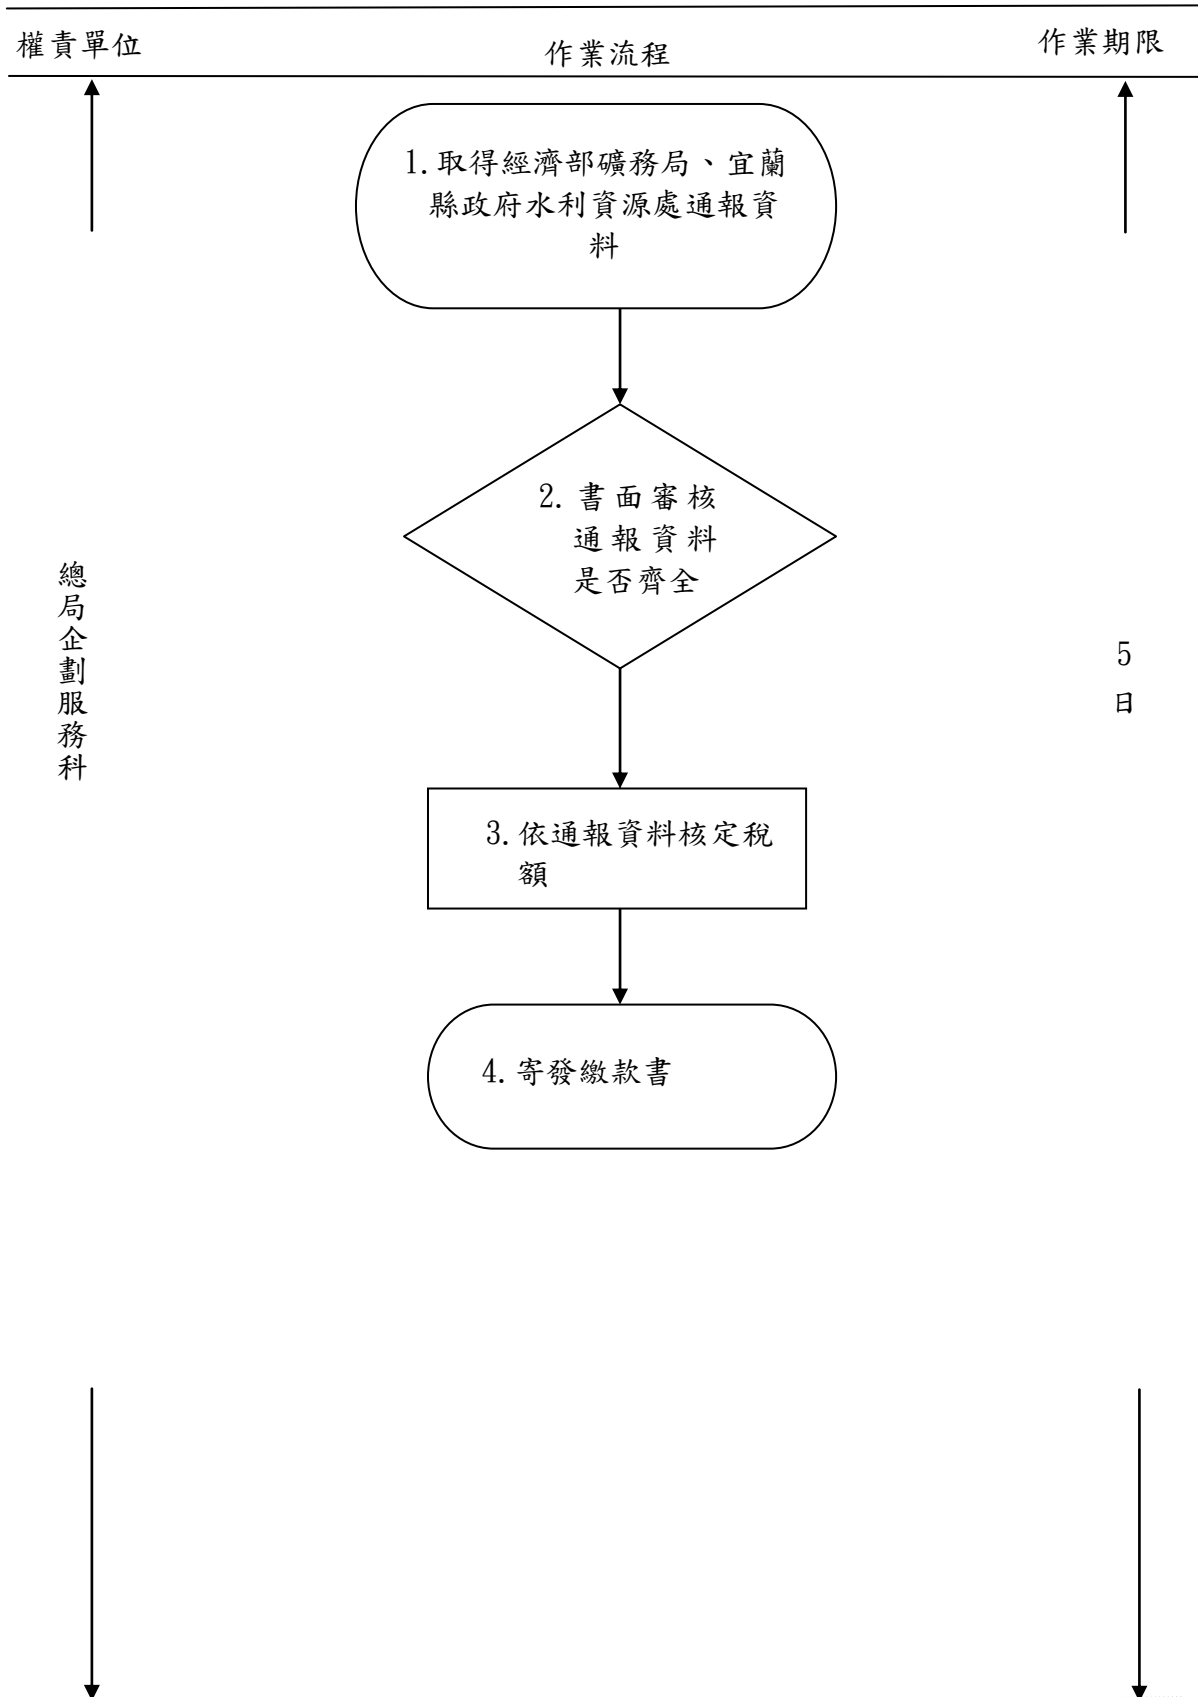 權責單位
作業流程
作業期限
1.取得經濟部礦務局、宜蘭
縣政府水利資源處通報資
料
2.書面審核
通報資料
是否齊全
總局企劃服務科
5
日
3.依通報資料核定稅
額
4.寄發繳款書